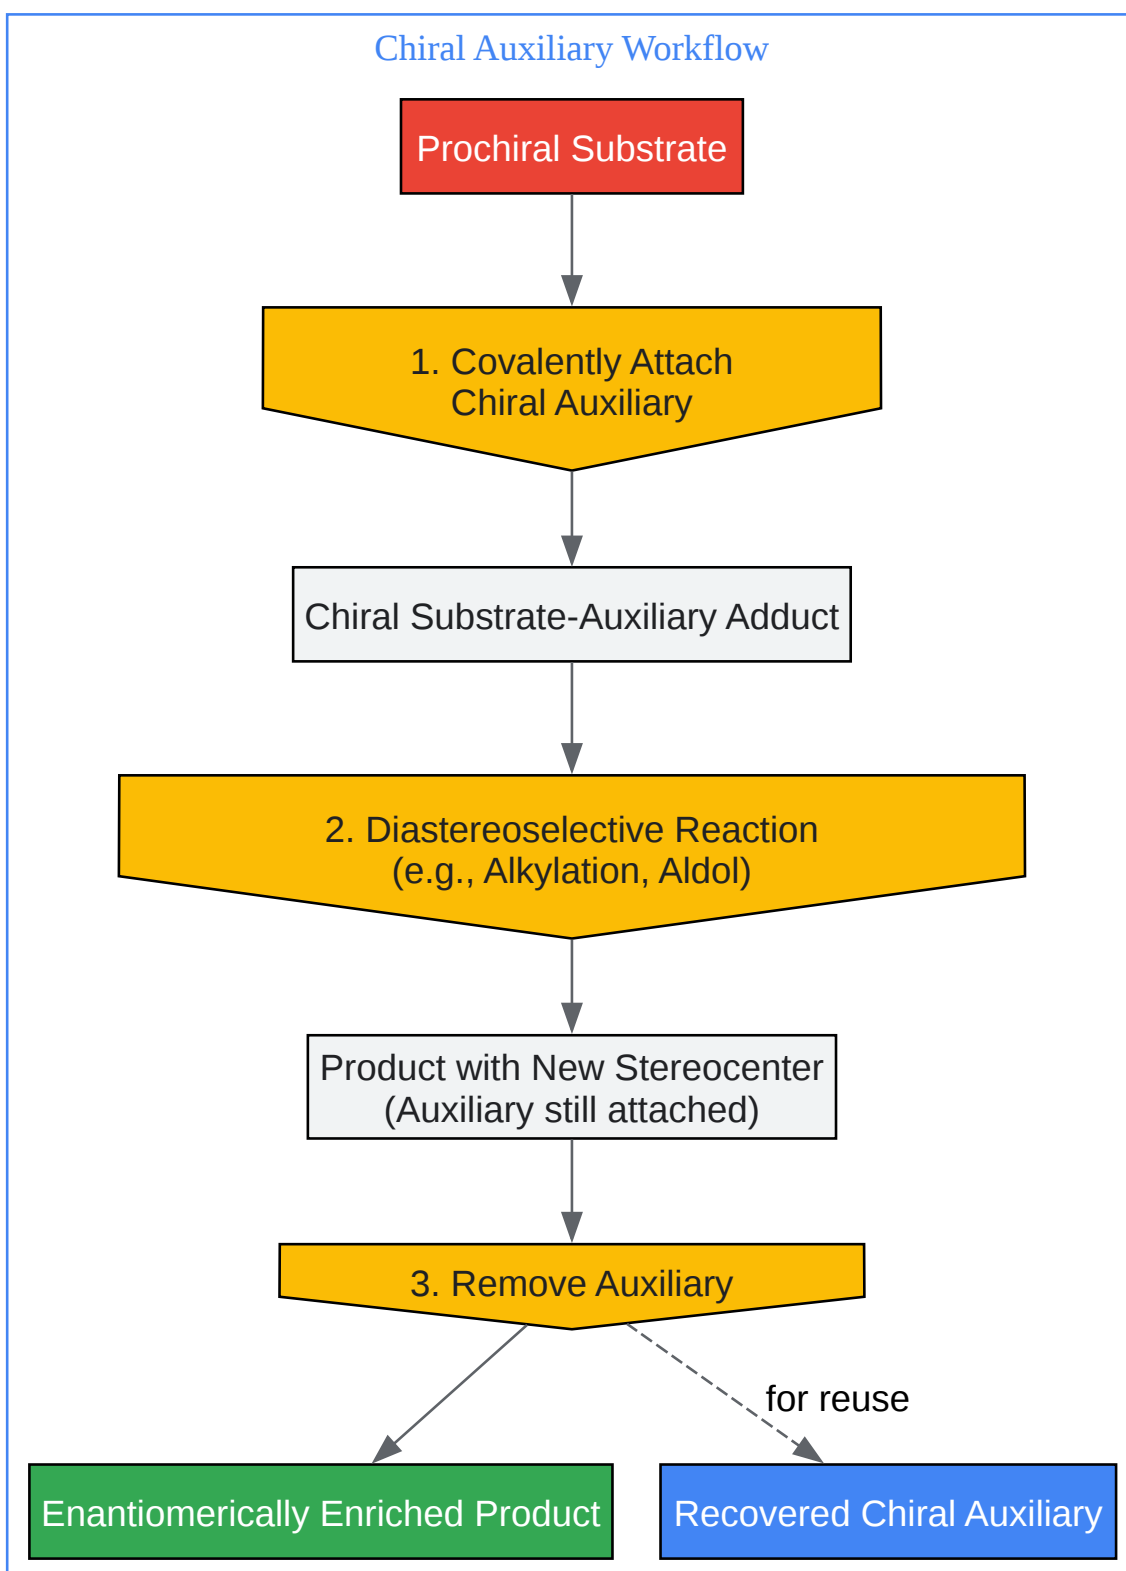 Chiral Auxiliary Workflow
Prochiral Substrate
1. Covalently Attach
Chiral Auxiliary
Chiral Substrate-Auxiliary Adduct
2. Diastereoselective Reaction
(e.g., Alkylation, Aldol)
Product with New Stereocenter
(Auxiliary still attached)
3. Remove Auxiliary
for reuse
Enantiomerically Enriched Product
Recovered Chiral Auxiliary